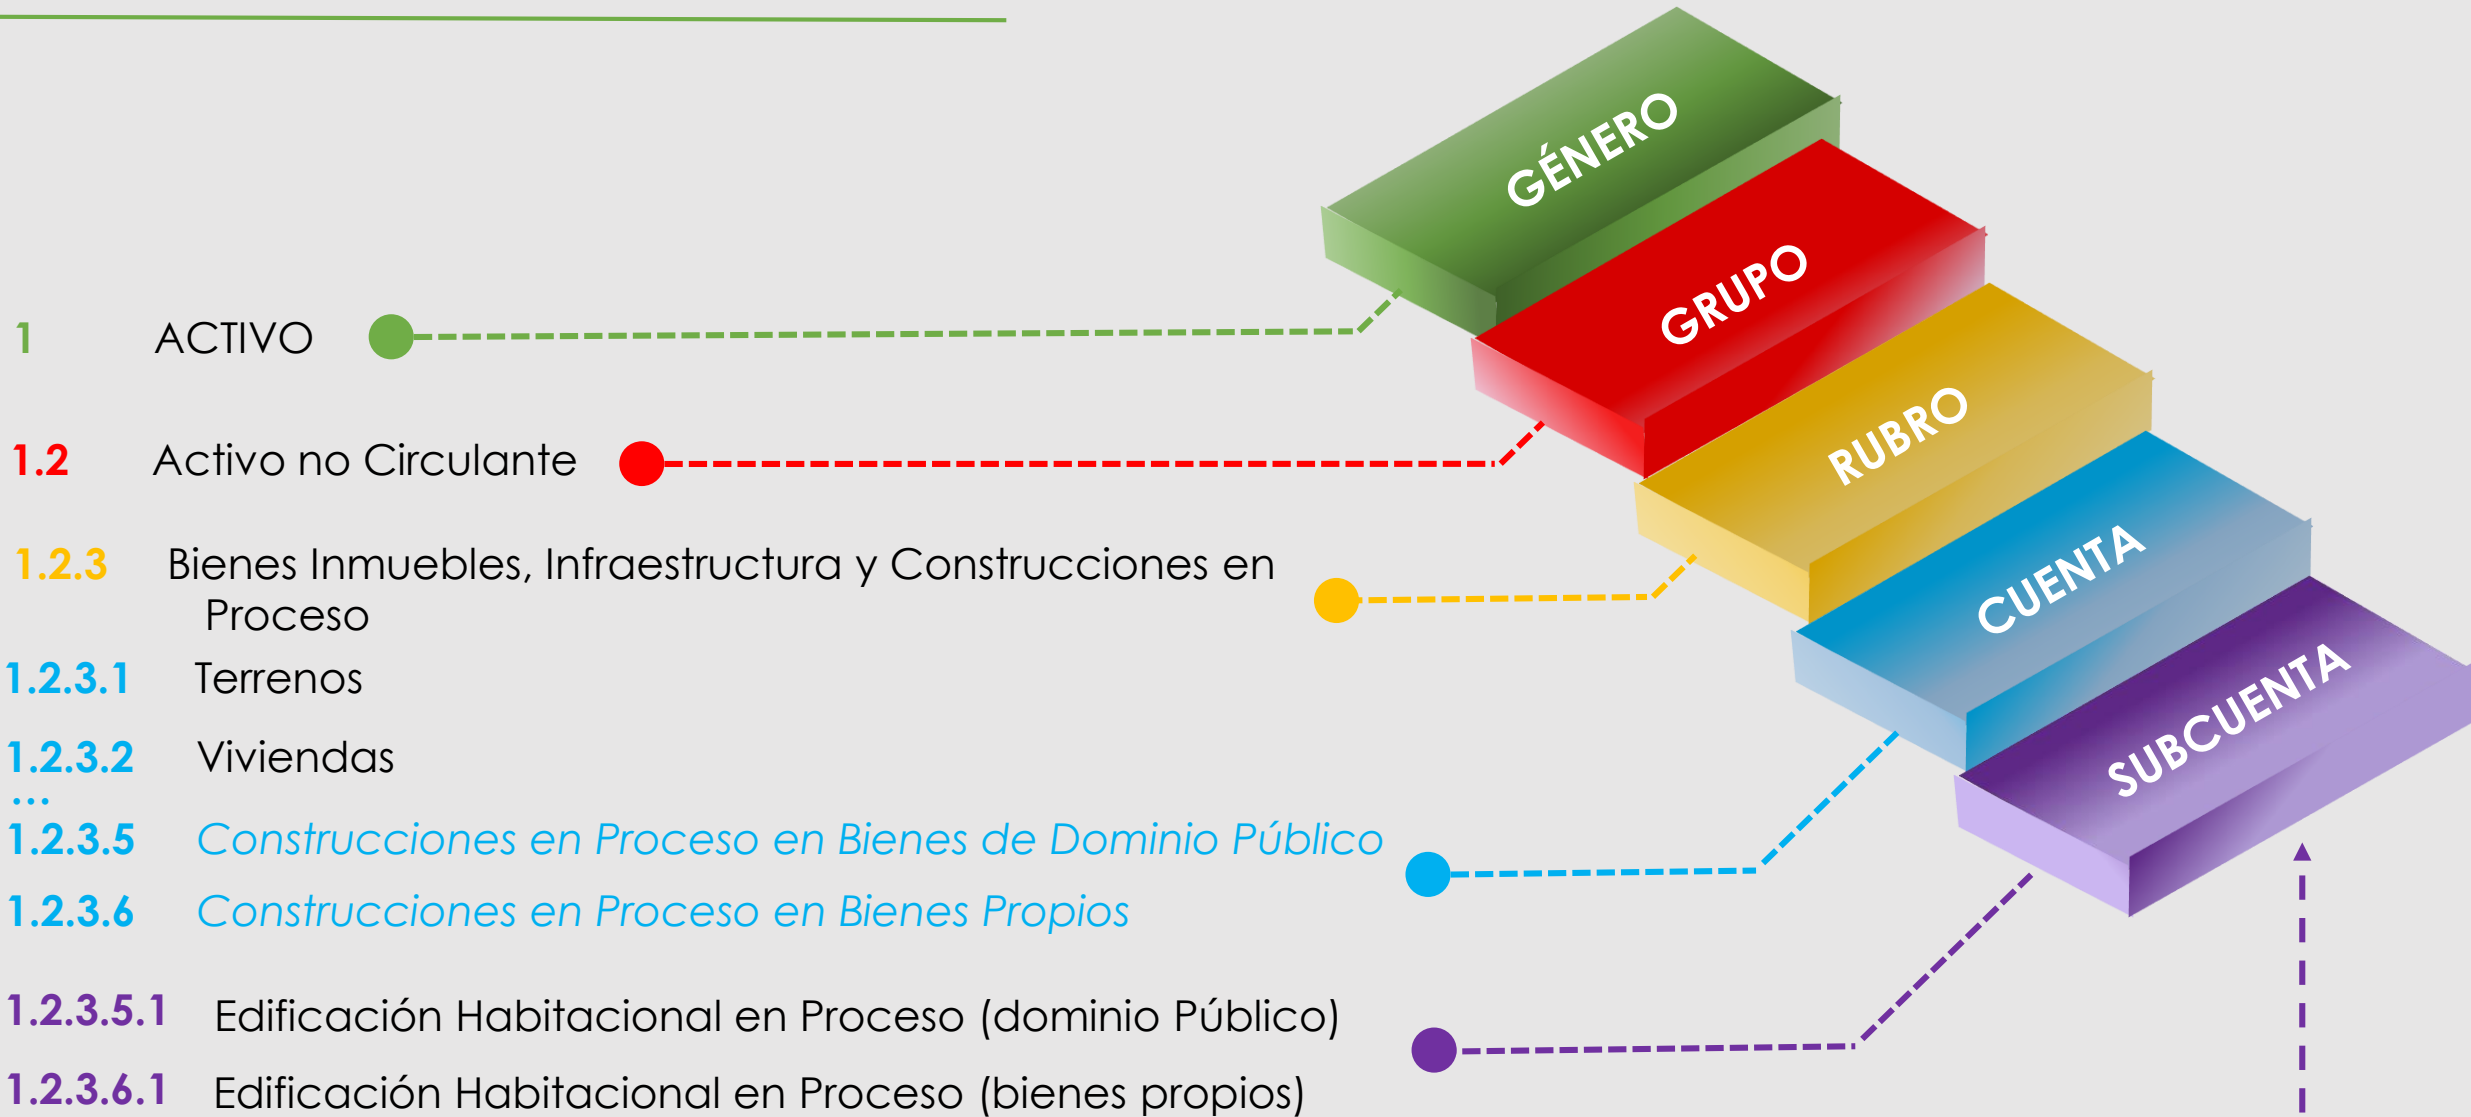 GÉNERO
GRUPO
RUBRO
CUENTA
SUBCUENTA
1 ACTIVO
1.2 Activo no Circulante
1.2.3 Bienes Inmuebles, Infraestructura y Construcciones en
Proceso
1.2.3.1 Terrenos
1.2.3.2 Viviendas
...
1.2.3.5 Construcciones en Proceso en Bienes de Dominio Público
1.2.3.6 Construcciones en Proceso en Bienes Propios
1.2.3.5.1 Edificación Habitacional en Proceso (dominio Público)
1.2.3.6.1 Edificación Habitacional en Proceso (bienes propios)